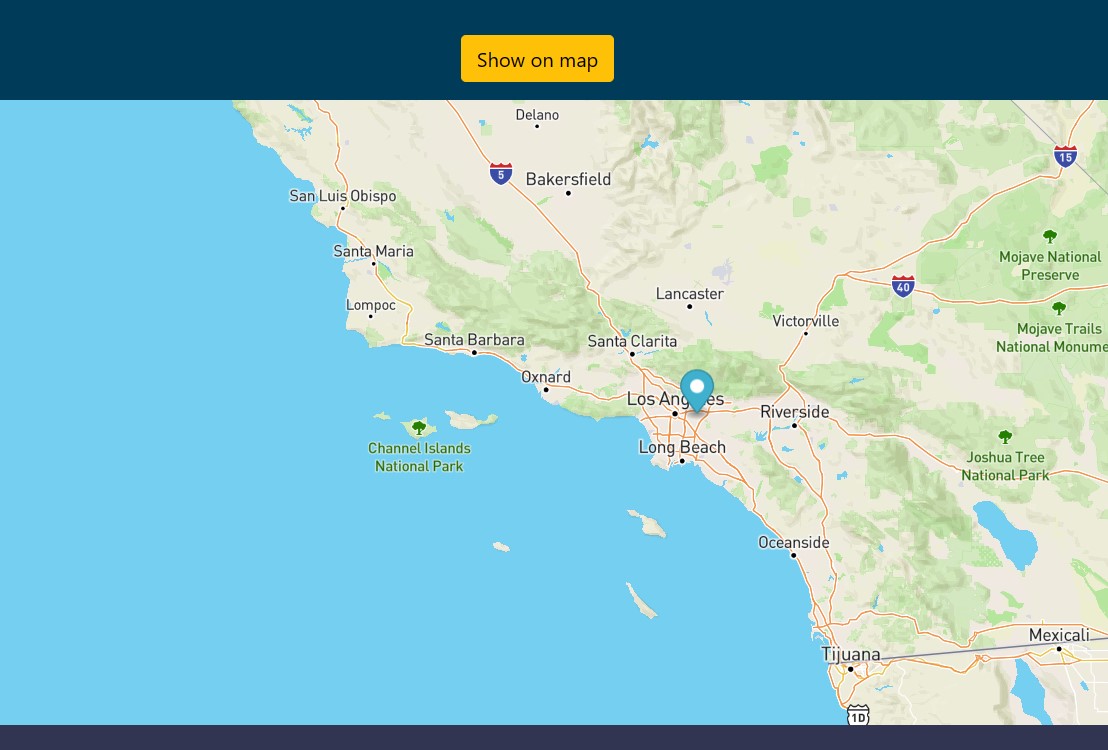 Show on map
Delano
5
Bakersfield
15
San Luis Obispo
Santa Maria
Mojave National
Preserve
40
Lancaster
Lompoc
Victorville
Mojave Trails
National Monume
Santa Barbara
Santa Clarita
Oxnard
Los Angeles
Riverside
Channel Islands
National Park
Long Beach
Joshua Tree
National Park
Oceanside
Mexicali
Tijuana
1D